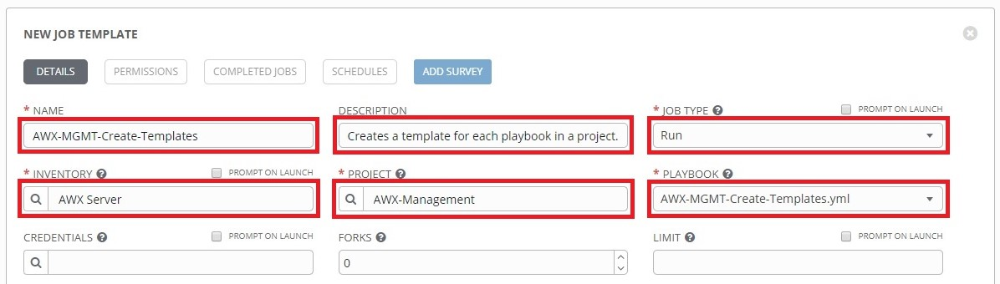 NEW JOB TEMPLATE
DETAILS PERMISSIONS COMPLETED JOBS SCHEDULES ADD SURVEY
* NAME DESCRIPTION * JOB TYPE ? PROMPT ON LAUNCH
AWX-MGMT-Create-Templates Creates a template for each playbook in a project. Run
* INVENTORY ? PROMPT ON LAUNCH * PROJECT ? * PLAYBOOK ?
AWX Server AWX-Management AWX-MGMT-Create-Templates.yml
CREDENTIALS ? PROMPT ON LAUNCH FORKS ? LIMIT ? PROMPT ON LAUNCH
0